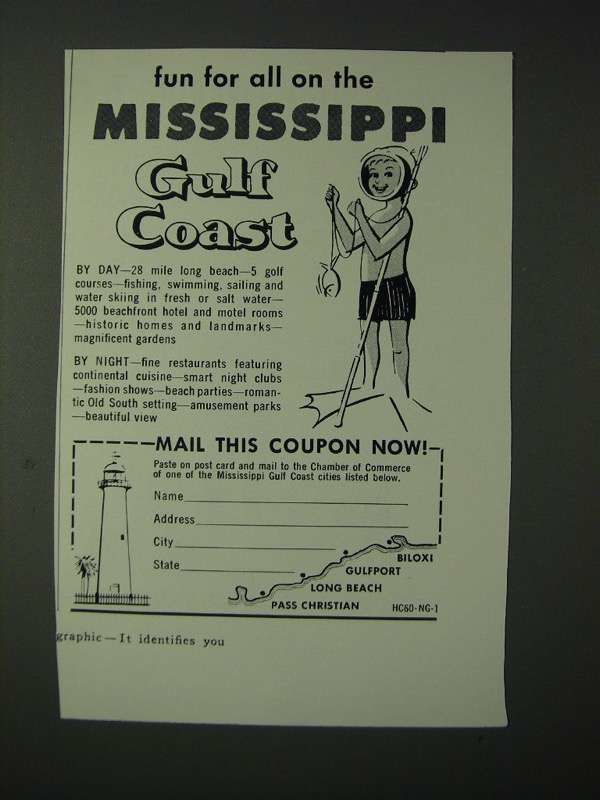 fun for all on the
MISSISSIPPI
Gulf
Coast
BY DAY—28 mile long beach—5 golf
courses—fishing, swimming, sailing and
water skiing in fresh or salt water—
5000 beachfront hotel and motel rooms
—historic homes and landmarks—
magnificent gardens
BY NIGHT—fine restaurants featuring
continental cuisine—smart night clubs
—fashion shows—beach parties—roman-
tic Old South setting—amusement parks
—beautiful view
MAIL THIS COUPON NOW!
Paste on post card and mail to the Chamber of Commerce
of one of the Mississippi Gulf Coast cities listed below.
Name
Address
City
State
BILOXI
GULFPORT
LONG BEACH
PASS CHRISTIAN
HC60-NG-1
graphic—It identifies you